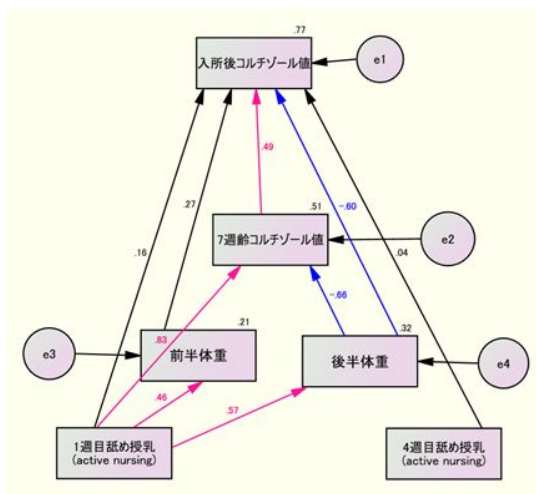 .77
入所後コルチゾール値
e1
.49
.27
.51
-.60
7週齢コルチゾール値
e2
.16
.04
-.66
.21
.83
.32
e3
前半体重
後半体重
e4
.46
.57
1週目舐め授乳
(active nursing)
4週目舐め授乳
(active nursing)